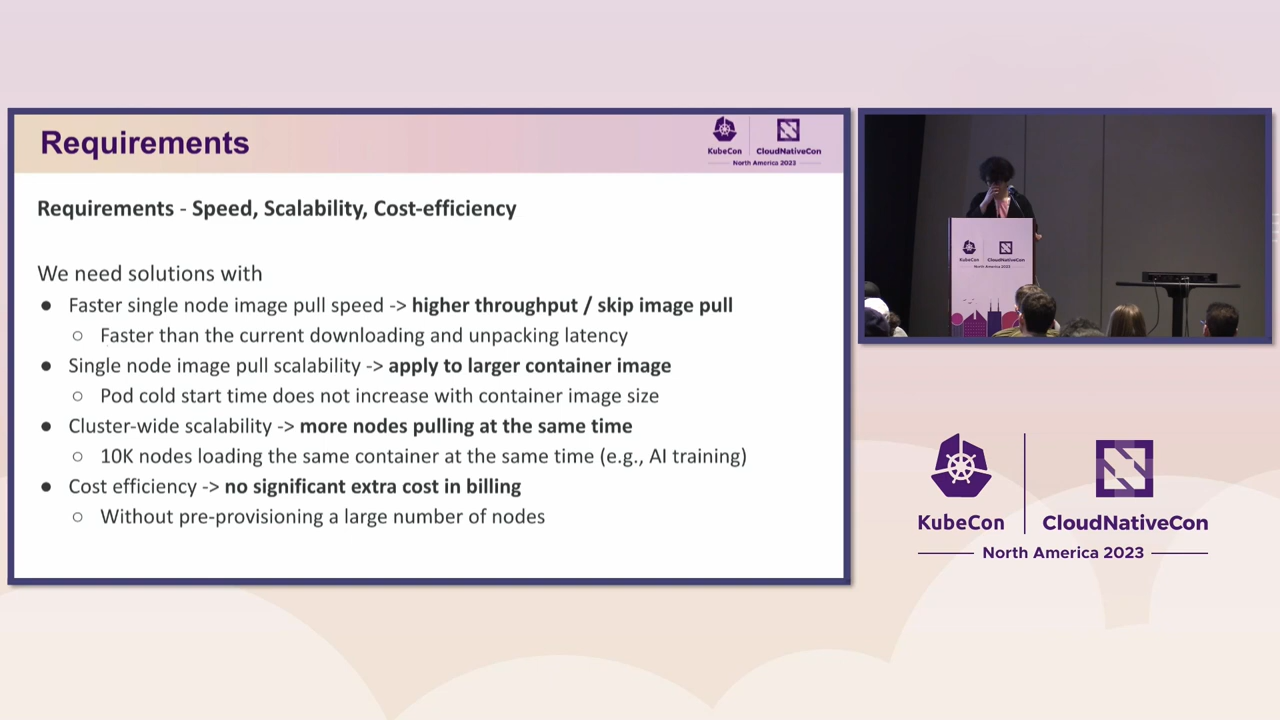 Requirements
KubeCon
CloudNativeCon
North America 2023
Requirements - Speed, Scalability, Cost-efficiency
We need solutions with
● Faster single node image pull speed -> higher throughput / skip image pull
○ Faster than the current downloading and unpacking latency
● Single node image pull scalability -> apply to larger container image
○ Pod cold start time does not increase with container image size
● Cluster-wide scalability -> more nodes pulling at the same time
○ 10K nodes loading the same container at the same time (e.g., AI training)
● Cost efficiency -> no significant extra cost in billing
○ Without pre-provisioning a large number of nodes
KubeCon
CloudNativeCon
North America 2023
KubeCon
CloudNativeCon
North America 2023